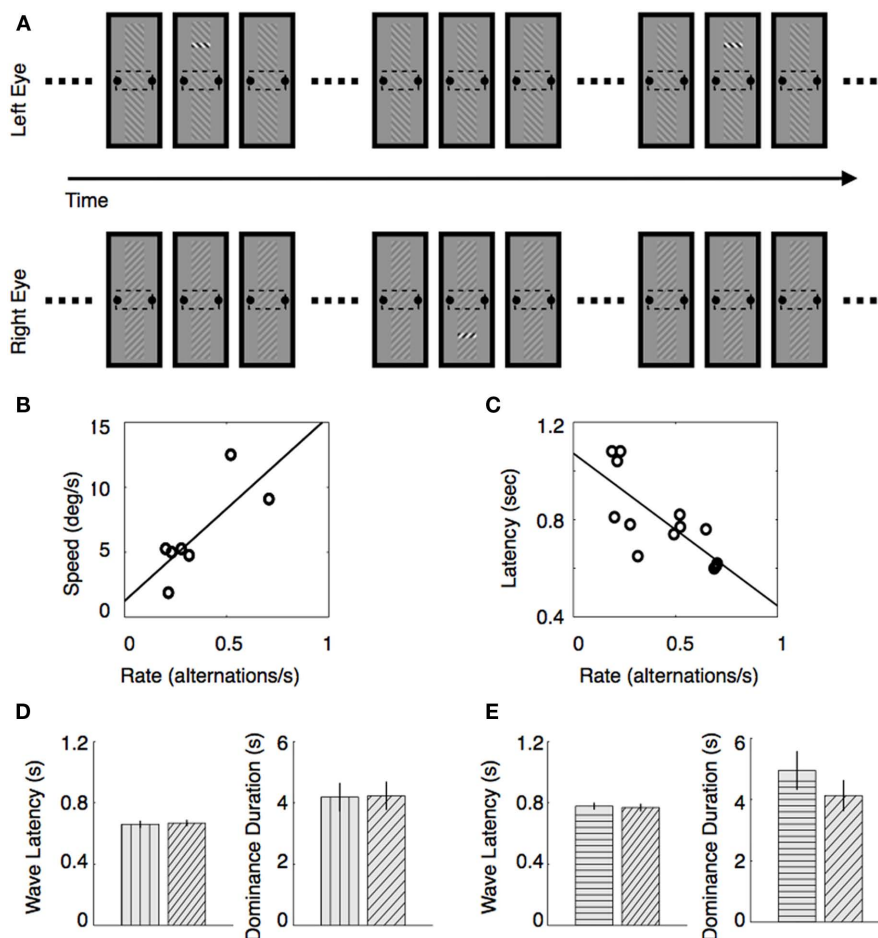 A
Left Eye
Time
Right Eye
B
15
10
5
0
Speed (deg/s)
0 0.5 1
Rate (alternations/s)
C
1.2
0.8
0.4
Latency (sec)
0 0.5 1
Rate (alternations/s)
D
1.2
0.8
0.4
0
Wave Latency (s)
6
4
2
0
Dominance Duration (s)
E
1.2
0.8
0.4
0
Wave Latency (s)
6
4
2
0
Dominance Duration (s)